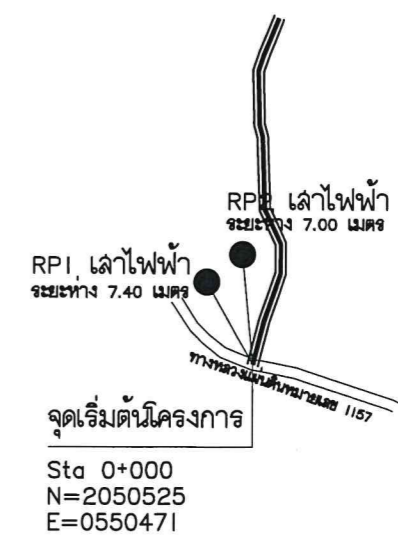 RP2 เสาไฟฟ้า
ระยะห่าง 7.00 เมตร
RP1 เสาไฟฟ้า
ระยะห่าง 7.40 เมตร
ทางหลวงแผ่นดินหมายเลข 1157
จุดเริ่มต้นโครงการ
Sta 0+000
N=2050525
E=0550471